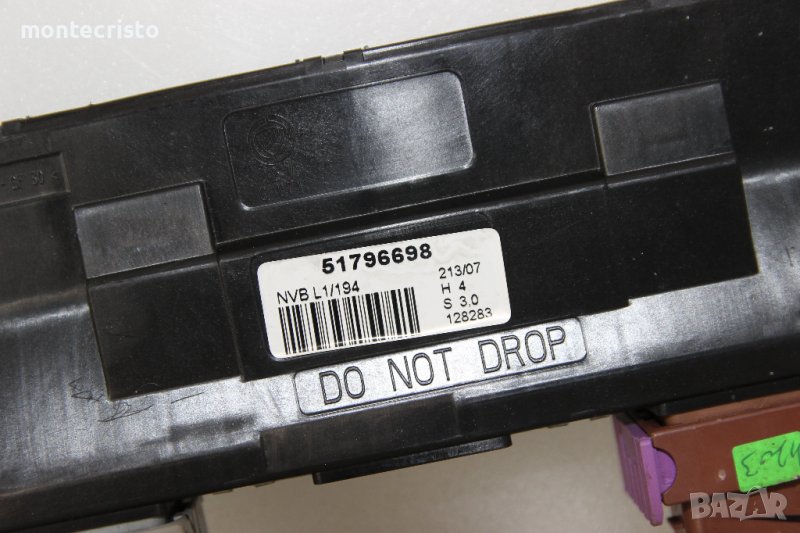 montecristo
51796698
213/07
NVB L1/194
H 4
S 3,0
128283
DO NOT DROP
BAZAR